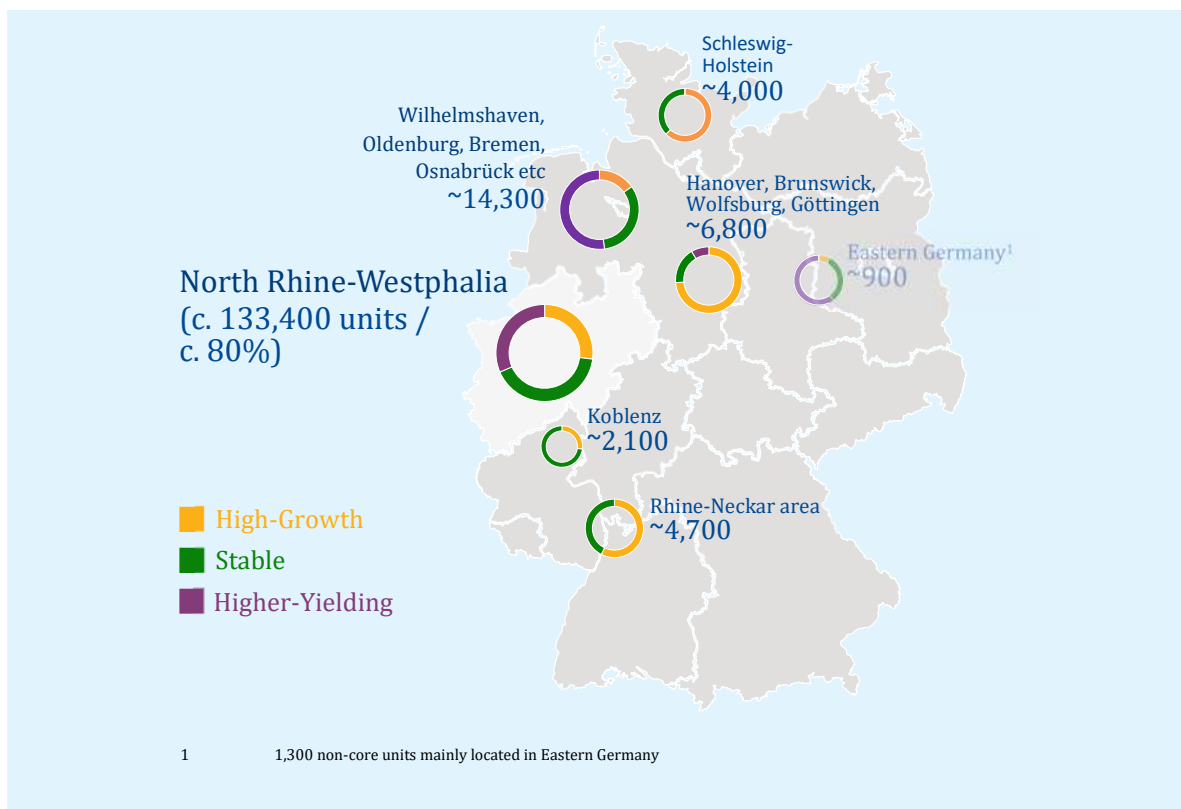 Schleswig-
Holstein
~4,000
Wilhelmshaven,
Oldenburg, Bremen,
Osnabrück etc
~14,300
Hanover, Brunswick,
Wolfsburg, Göttingen
~6,800
Eastern Germany¹
~900
North Rhine-Westphalia
(c. 133,400 units /
c. 80%)
Koblenz
~2,100
Rhine-Neckar area
~4,700
High-Growth
Stable
Higher-Yielding
1 1,300 non-core units mainly located in Eastern Germany